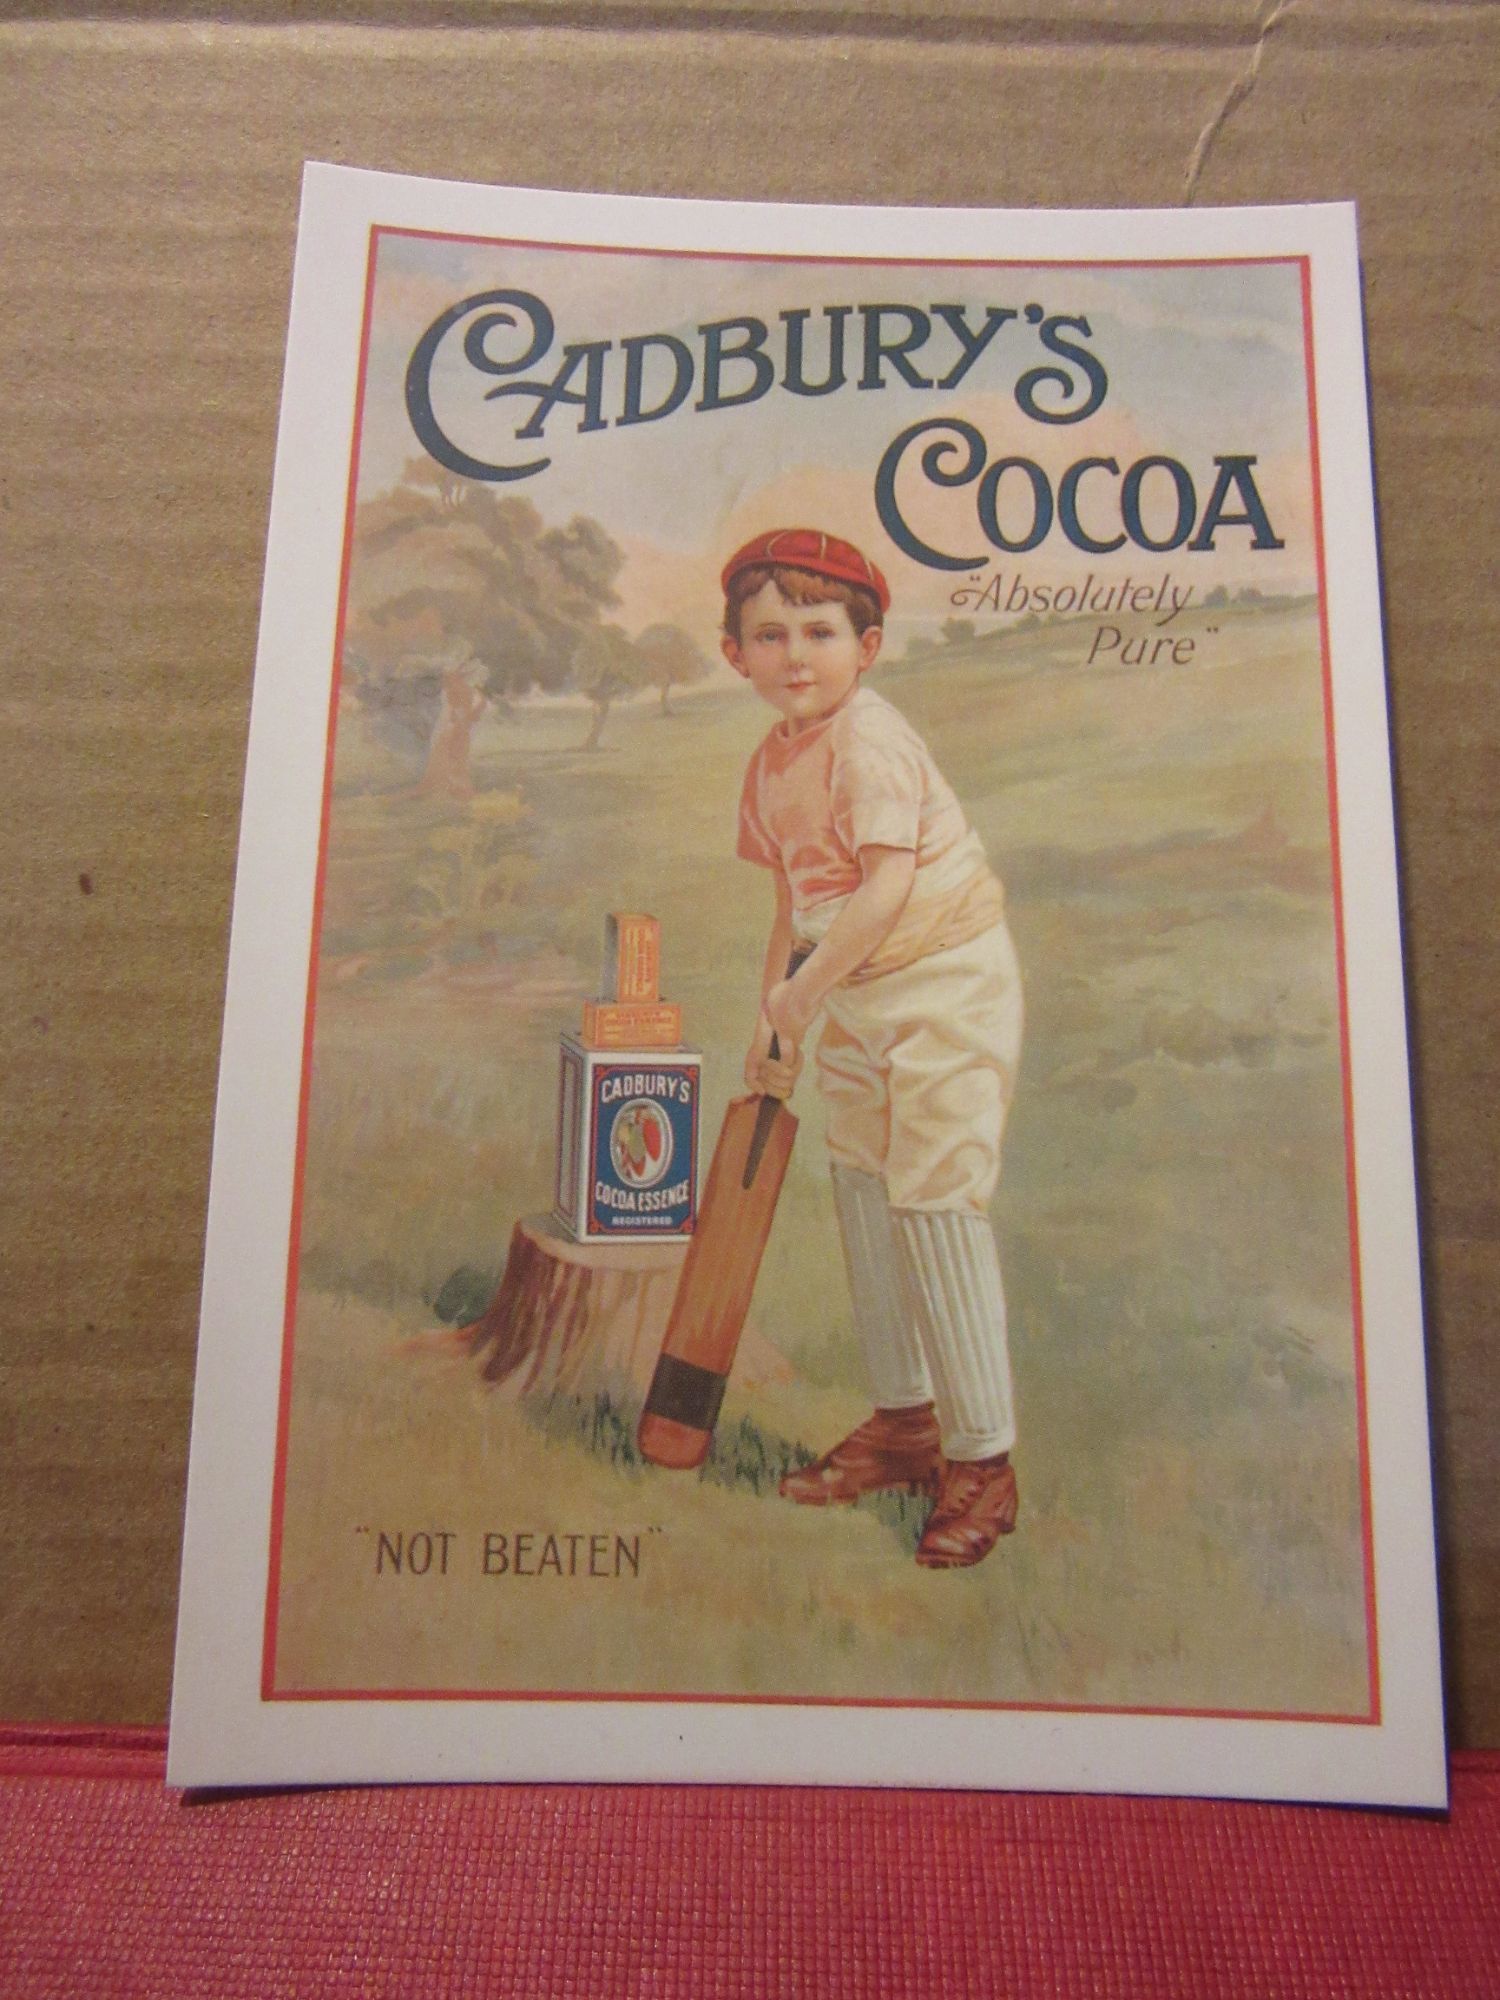 CADBURY'S
COCOA
"Absolutely
Pure"
CADBURY'S
COCOA ESSENCE
REGISTERED
"NOT BEATEN"